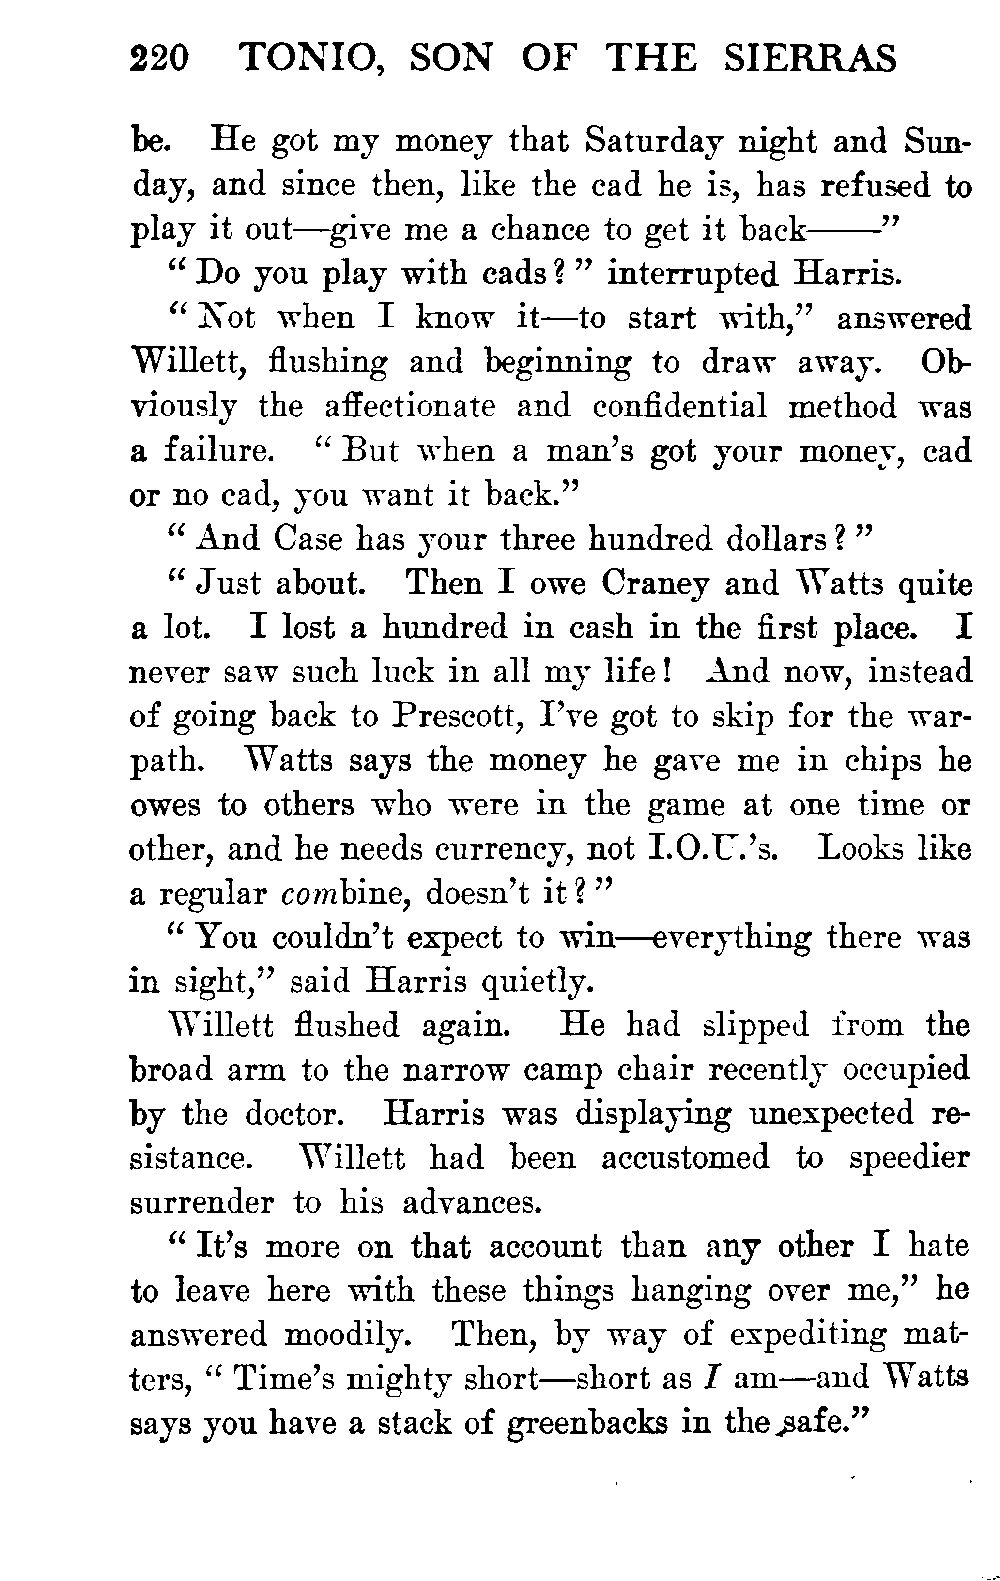 220 TONIO, SON OF THE SIERRAS
be. He got my money that Saturday night and Sun-
day, and since then, like the cad he is, has refused to
play it out—give me a chance to get it back——"
" Do you play with cads? " interrupted Harris.
" Not when I know it—to start with," answered
Willett, flushing and beginning to draw away. Ob-
viously the affectionate and confidential method was
a failure. " But when a man's got your money, cad
or no cad, you want it back."
" And Case has your three hundred dollars? "
" Just about. Then I owe Craney and Watts quite
a lot. I lost a hundred in cash in the first place. I
never saw such luck in all my life! And now, instead
of going back to Prescott, I've got to skip for the war-
path. Watts says the money he gave me in chips he
owes to others who were in the game at one time or
other, and he needs currency, not I.O.U.'s. Looks like
a regular combine, doesn't it? "
" You couldn't expect to win—everything there was
in sight," said Harris quietly.
Willett flushed again. He had slipped from the
broad arm to the narrow camp chair recently occupied
by the doctor. Harris was displaying unexpected re-
sistance. Willett had been accustomed to speedier
surrender to his advances.
" It's more on that account than any other I hate
to leave here with these things hanging over me," he
answered moodily. Then, by way of expediting mat-
ters, " Time's mighty short—short as I am—and Watts
says you have a stack of greenbacks in the safe."